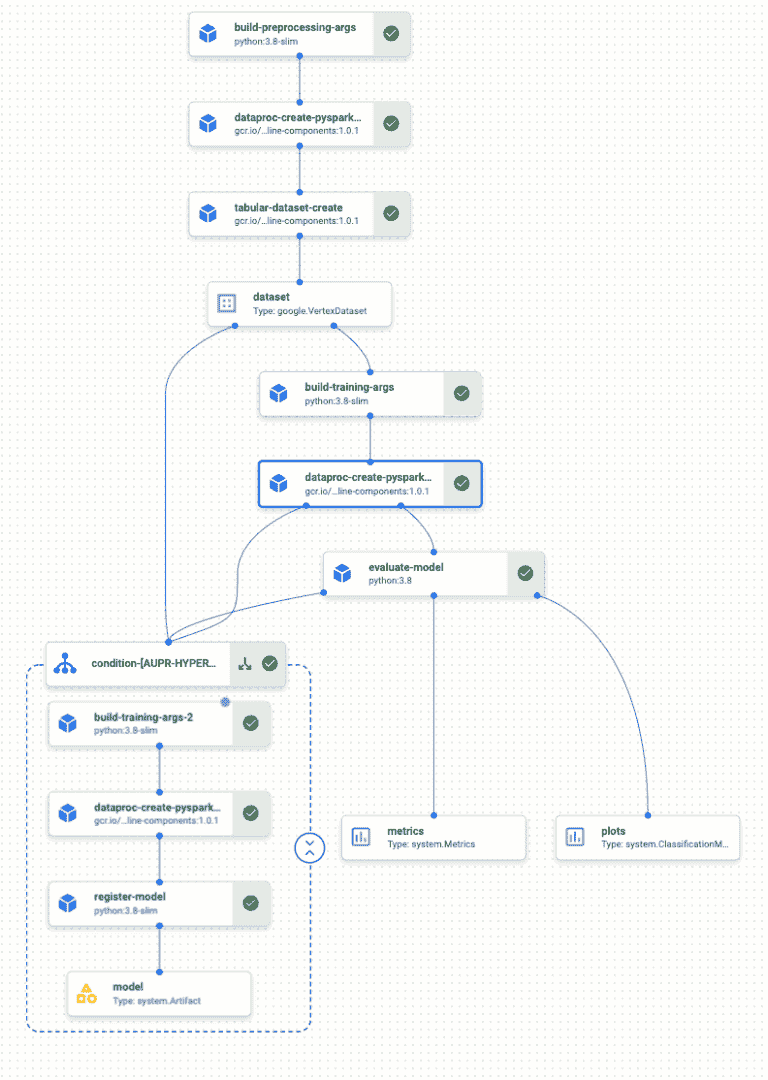 build-preprocessing-args
python:3.8-slim
dataproc-create-pyspark...
gcr.io/...line-components:1.0.1
tabular-dataset-create
gcr.io/...line-components:1.0.1
dataset
Type: google.VertexDataset
build-training-args
python:3.8-slim
dataproc-create-pyspark...
gcr.io/...line-components:1.0.1
evaluate-model
python:3.8
condition-[AUPR-HYPER...
build-training-args-2
python:3.8-slim
dataproc-create-pyspark...
gcr.io/...line-components:1.0.1
metrics
Type: system.Metrics
plots
Type: system.ClassificationM...
register-model
python:3.8-slim
model
Type: system.Artifact